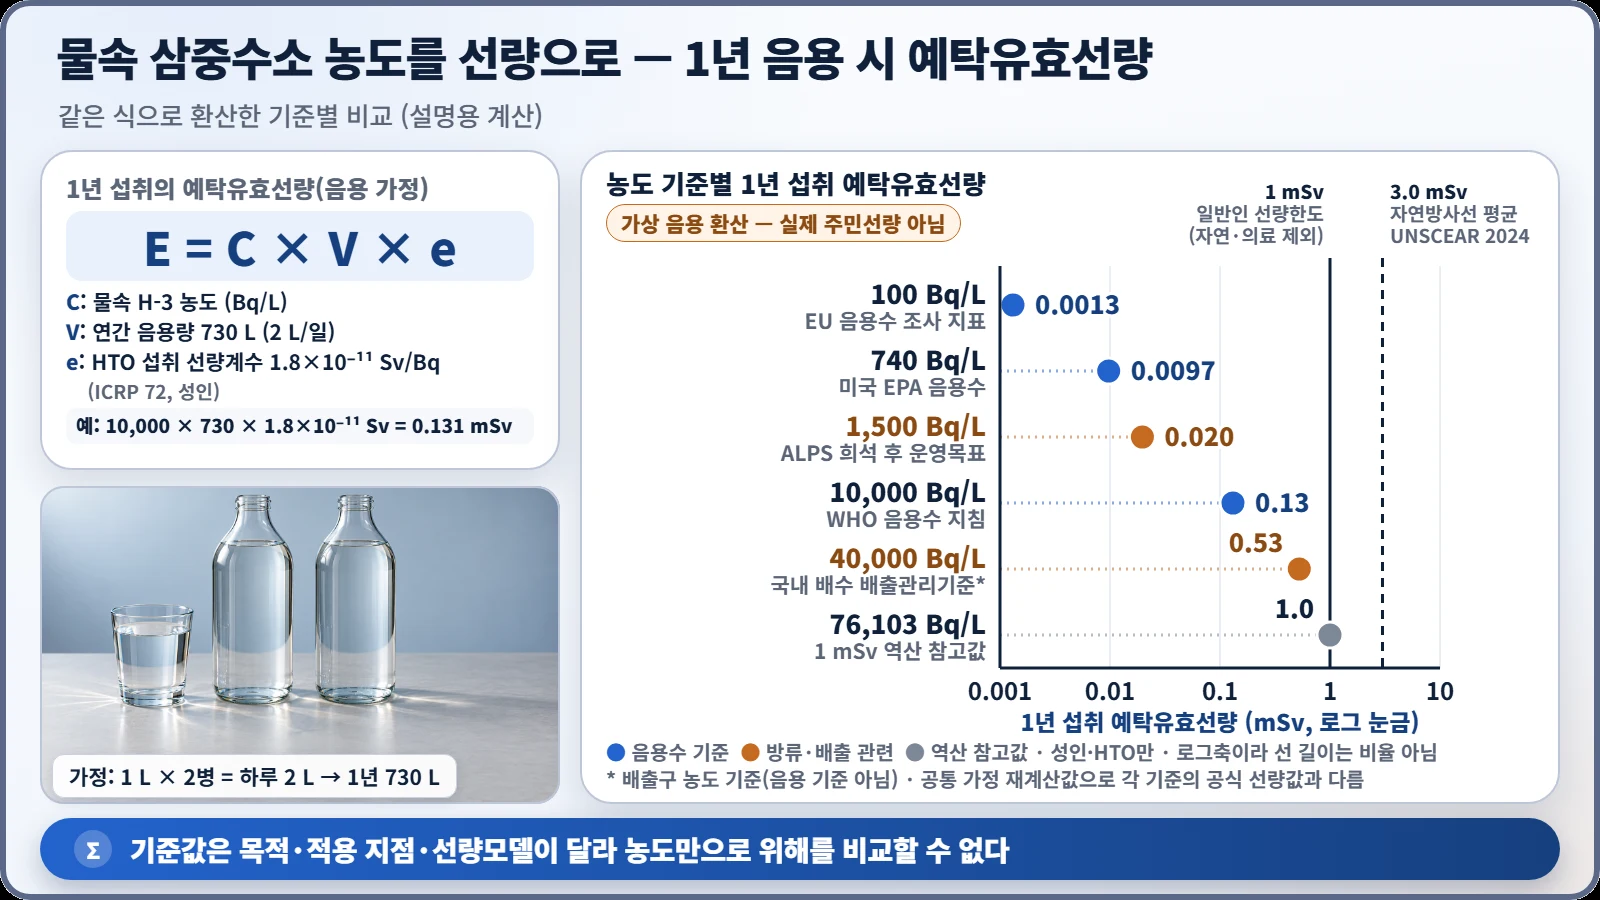 물속 삼중수소 농도를 선량으로 — 1년 음용 시 예탁유효선량
같은 식으로 환산한 기준별 비교 (설명용 계산)
1년 섭취의 예탁유효선량(음용 가정)
E = C × V × e
C: 물속 H-3 농도 (Bq/L)
V: 연간 음용량 730 L (2 L/일)
e: HTO 섭취 선량계수 1.8×10⁻¹¹ Sv/Bq
(ICRP 72, 성인)
예: 10,000 × 730 × 1.8×10⁻¹¹ Sv = 0.131 mSv
가정: 1 L × 2병 = 하루 2 L → 1년 730 L
농도 기준별 1년 섭취 예탁유효선량
가상 음용 환산 — 실제 주민선량 아님
1 mSv
일반인 선량한도
(자연·의료 제외)
3.0 mSv
자연방사선 평균
UNSCEAR 2024
100 Bq/L
EU 음용수 조사 지표
0.0013
740 Bq/L
미국 EPA 음용수
0.0097
1,500 Bq/L
ALPS 희석 후 운영목표
0.020
10,000 Bq/L
WHO 음용수 지침
0.13
40,000 Bq/L
국내 배수 배출관리기준*
0.53
76,103 Bq/L
1 mSv 역산 참고값
1.0
0.001 0.01 0.1 1 10
1년 섭취 예탁유효선량 (mSv, 로그 눈금)
음용수 기준 방류·배출 관련 역산 참고값 · 성인·HTO만 · 로그축이라 선 길이는 비율 아님
* 배출구 농도 기준(음용 기준 아님) · 공통 가정 재계산값으로 각 기준의 공식 선량값과 다름
Σ 기준값은 목적·적용 지점·선량모델이 달라 농도만으로 위해를 비교할 수 없다